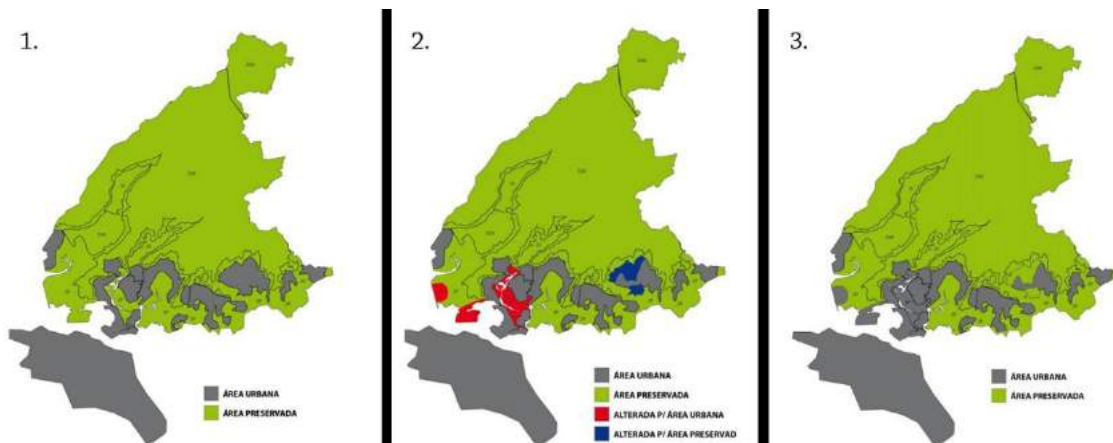 1.
ÁREA URBANA
ÁREA PRESERVADA
2.
ÁREA URBANA
ÁREA PRESERVADA
ALTERADA P/ ÁREA URBANA
ALTERADA P/ ÁREA PRESERVAD
3.
ÁREA URBANA
ÁREA PRESERVADA